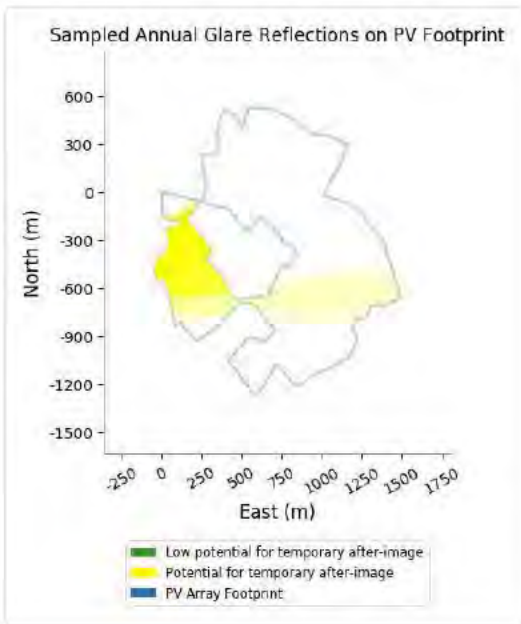 Sampled Annual Glare Reflections on PV Footprint
600
300
0
-300
-600
-900
-1200
-1500
North (m)
-250 0 250 500 750 1000 1250 1500 1750
East (m)
Low potential for temporary after-image
Potential for temporary after-image
PV Array Footprint